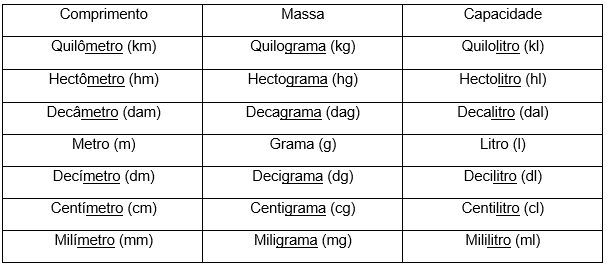 Comprimento Massa Capacidade
Quilômetro (km) Quilograma (kg) Quilolitro (kl)
Hectômetro (hm) Hectograma (hg) Hectolitro (hl)
Decâmetro (dam) Decagrama (dag) Decalitro (dal)
Metro (m) Grama (g) Litro (l)
Decímetro (dm) Decigrama (dg) Decilitro (dl)
Centímetro (cm) Centigrama (cg) Centilitro (cl)
Milímetro (mm) Miligrama (mg) Mililitro (ml)